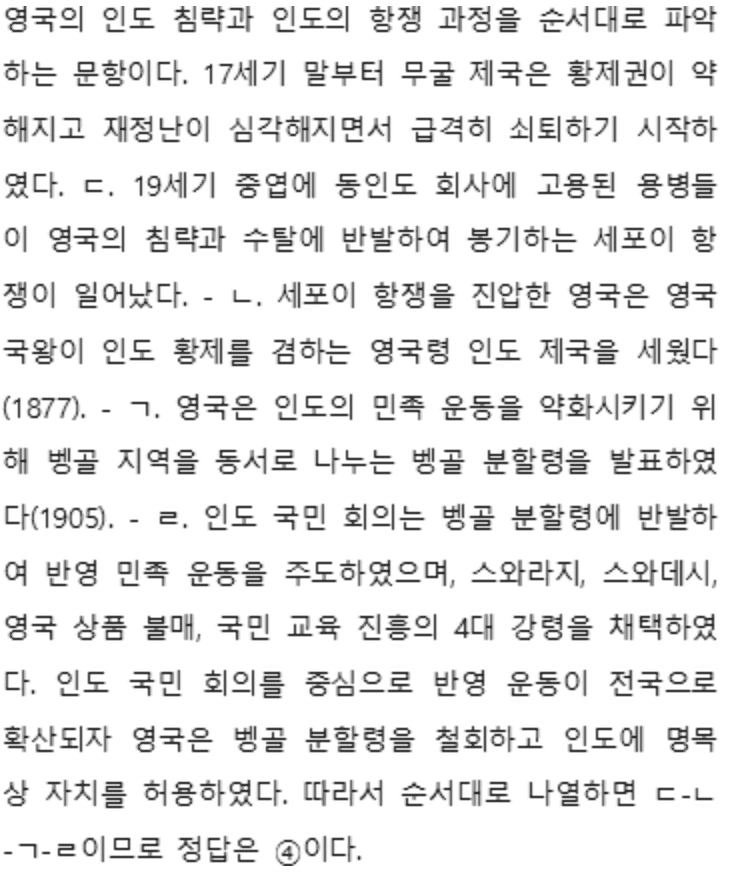 영국의 인도 침략과 인도의 항쟁 과정을 순서대로 파악
하는 문항이다. 17세기 말부터 무굴 제국은 황제권이 약
해지고 재정난이 심각해지면서 급격히 쇠퇴하기 시작하
였다. ㄷ. 19세기 중엽에 동인도 회사에 고용된 용병들
이 영국의 침략과 수탈에 반발하여 봉기하는 세포이 항
쟁이 일어났다. - ㄴ. 세포이 항쟁을 진압한 영국은 영국
국왕이 인도 황제를 겸하는 영국령 인도 제국을 세웠다
(1877). - ㄱ. 영국은 인도의 민족 운동을 약화시키기 위
해 벵골 지역을 동서로 나누는 벵골 분할령을 발표하였
다(1905). - ㄹ. 인도 국민 회의는 벵골 분할령에 반발하
여 반영 민족 운동을 주도하였으며, 스와라지, 스와데시,
영국 상품 불매, 국민 교육 진흥의 4대 강령을 채택하였
다. 인도 국민 회의를 중심으로 반영 운동이 전국으로
확산되자 영국은 벵골 분할령을 철회하고 인도에 명목
상 자치를 허용하였다. 따라서 순서대로 나열하면 ㄷ-ㄴ
-ㄱ-ㄹ이므로 정답은 ④이다.